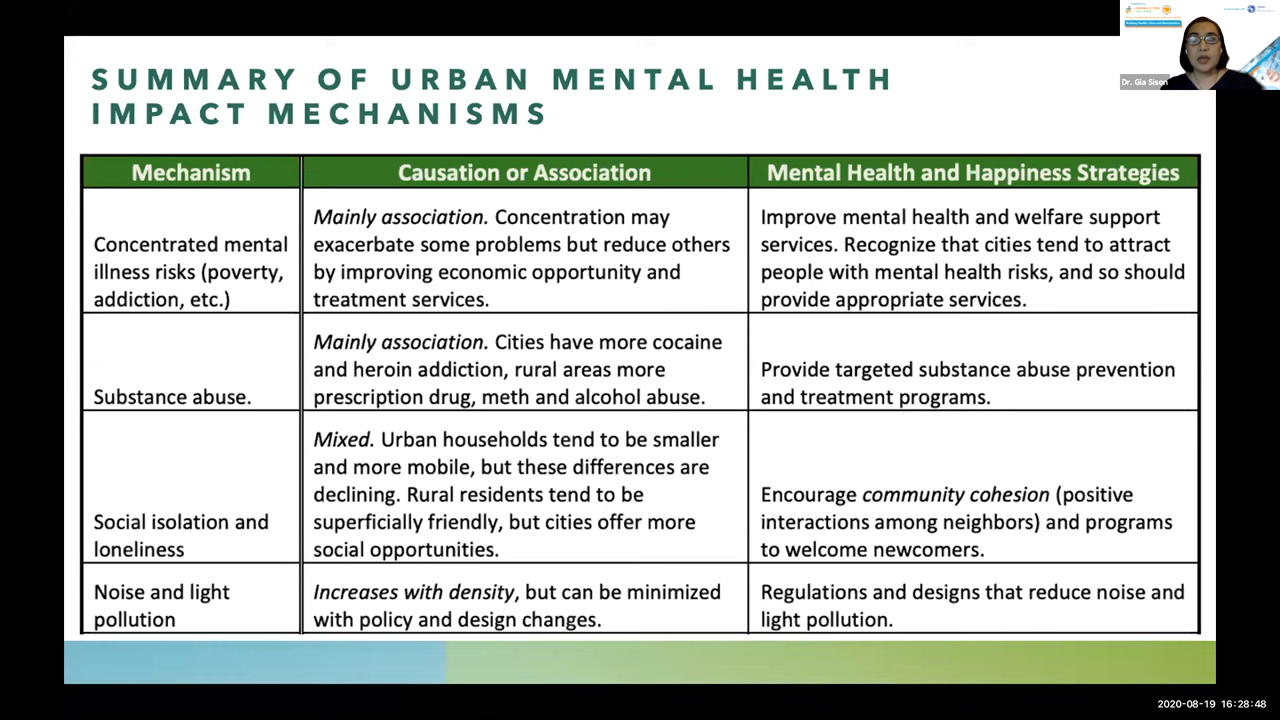 SUMMARY OF URBAN MENTAL HEALTH
IMPACT MECHANISMS
Dr. Gia Sison
Mechanism
Causation or Association
Mental Health and Happiness Strategies
Concentrated mental
illness risks (poverty,
addiction, etc.)
Mainly association. Concentration may
exacerbate some problems but reduce others
by improving economic opportunity and
treatment services.
Improve mental health and welfare support
services. Recognize that cities tend to attract
people with mental health risks, and so should
provide appropriate services.
Substance abuse.
Mainly association. Cities have more cocaine
and heroin addiction, rural areas more
prescription drug, meth and alcohol abuse.
Provide targeted substance abuse prevention
and treatment programs.
Social isolation and
loneliness
Mixed. Urban households tend to be smaller
and more mobile, but these differences are
declining. Rural residents tend to be
superficially friendly, but cities offer more
social opportunities.
Encourage community cohesion (positive
interactions among neighbors) and programs
to welcome newcomers.
Noise and light
pollution
Increases with density, but can be minimized
with policy and design changes.
Regulations and designs that reduce noise and
light pollution.
2020-08-19 16:28:48